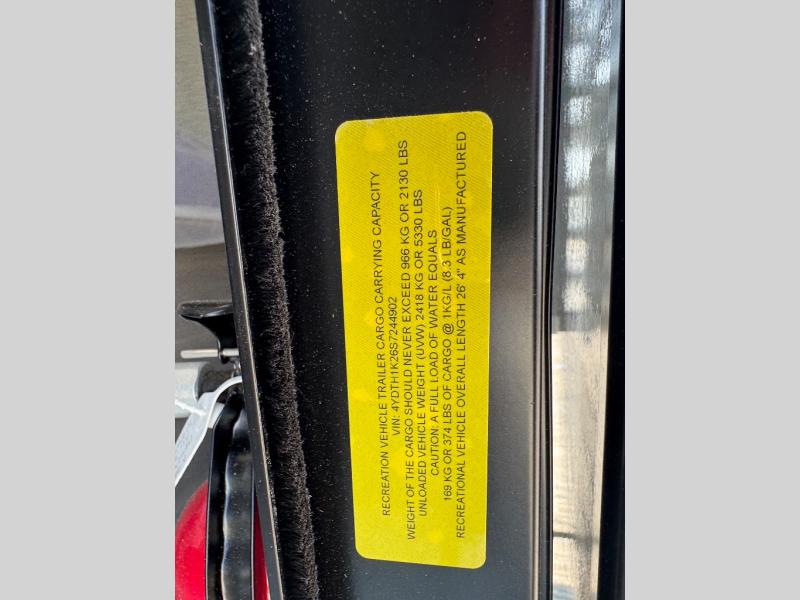 RECREATION VEHICLE TRAILER CARGO CARRYING CAPACITY
VIN: 4YDTH1K26S7244902
WEIGHT OF THE CARGO SHOULD NEVER EXCEED 966 KG OR 2130 LBS
UNLOADED VEHICLE WEIGHT (UVW) 2418 KG OR 5330 LBS
CAUTION: A FULL LOAD OF WATER EQUALS
169 KG OR 374 LBS OF CARGO @ 1KG/L (8.3 LB/GAL)
RECREATIONAL VEHICLE OVERALL LENGTH 26' 4" AS MANUFACTURED